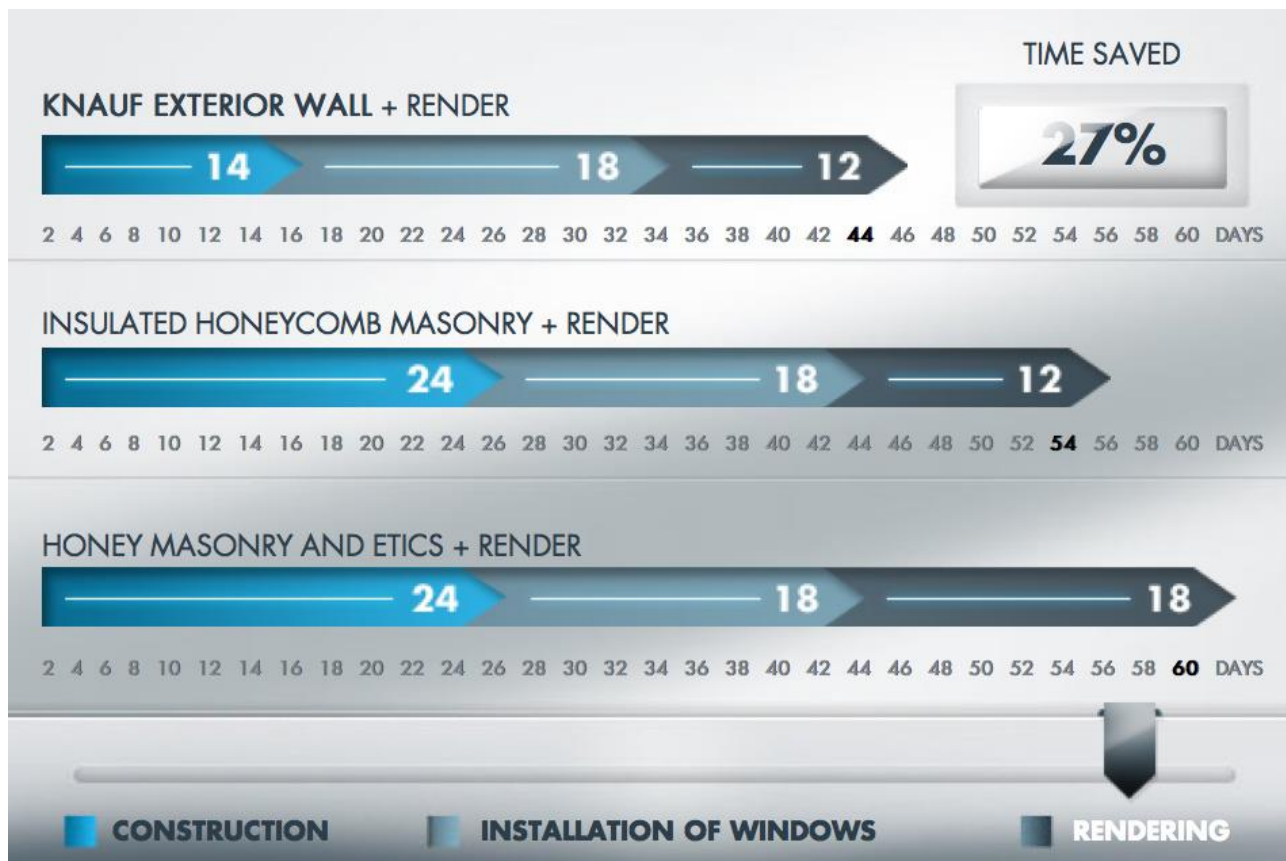 TIME SAVED
27%
KNAUF EXTERIOR WALL + RENDER
14 18 12
2 4 6 8 10 12 14 16 18 20 22 24 26 28 30 32 34 36 38 40 42 44 46 48 50 52 54 56 58 60 DAYS
INSULATED HONEYCOMB MASONRY + RENDER
24 18 12
2 4 6 8 10 12 14 16 18 20 22 24 26 28 30 32 34 36 38 40 42 44 46 48 50 52 54 56 58 60 DAYS
HONEY MASONRY AND ETICS + RENDER
24 18 18
2 4 6 8 10 12 14 16 18 20 22 24 26 28 30 32 34 36 38 40 42 44 46 48 50 52 54 56 58 60 DAYS
CONSTRUCTION INSTALLATION OF WINDOWS RENDERING